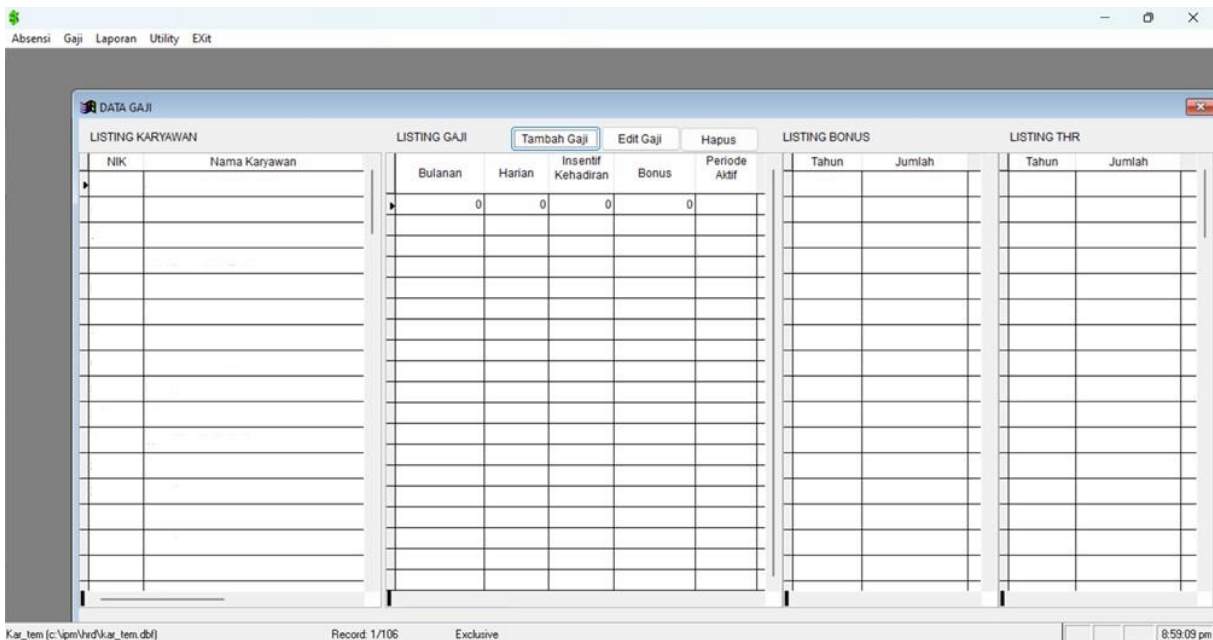 Absensi Gaji Laporan Utility EXit
DATA GAJI
LISTING KARYAWAN
NIK Nama Karyawan
LISTING GAJI Tambah Gaji Edit Gaji Hapus
Bulanan Harian Insentif Kehadiran Bonus Periode Aktif
0 0 0 0
LISTING BONUS
Tahun Jumlah
LISTING THR
Tahun Jumlah
Kar_tem (c:\ipm\hrd\kar_tem.dbf) Record: 1/106 Exclusive 8:59:09 pm